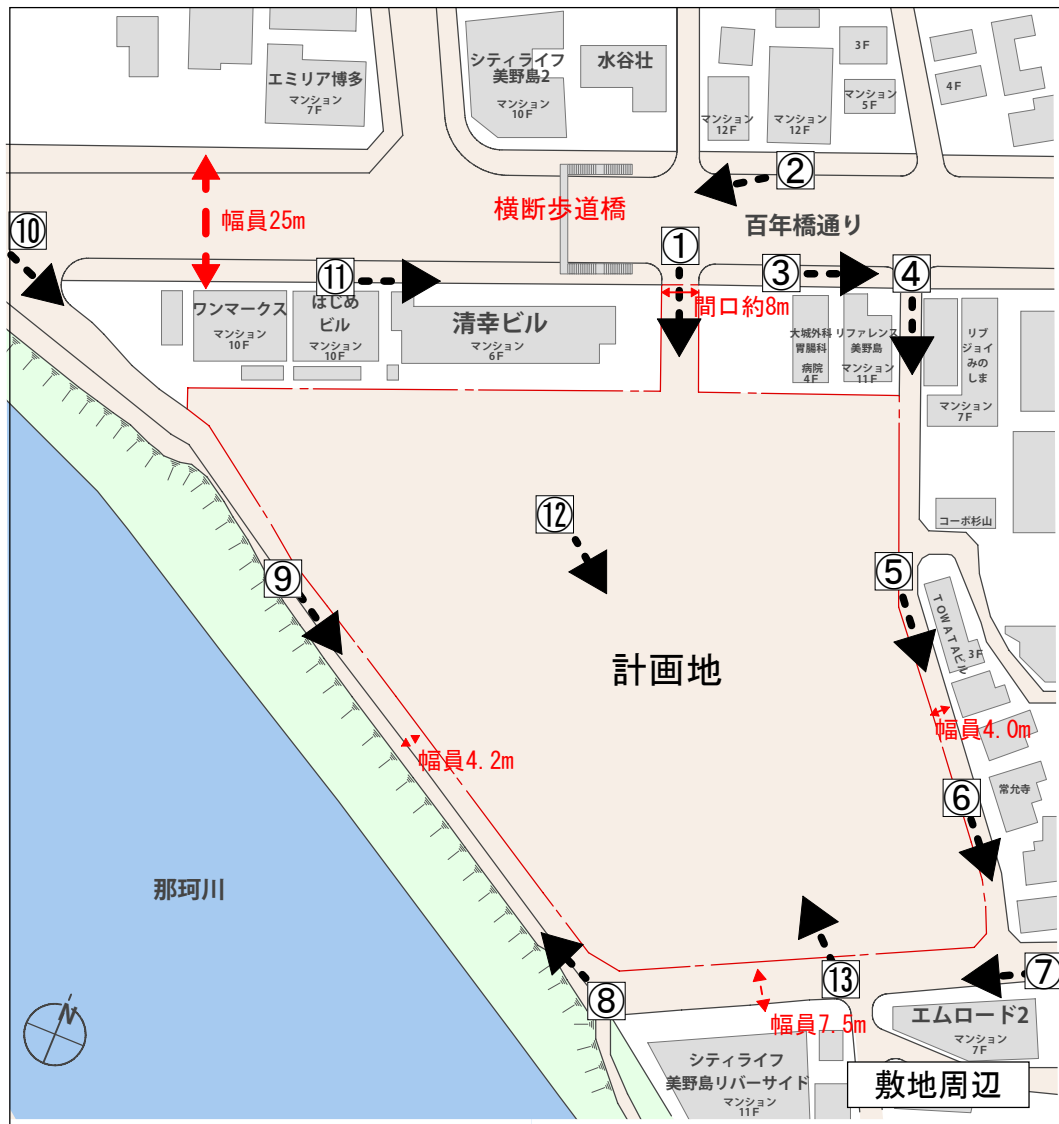 エミリア博多
マンション
7F
シティライフ
美野島2
マンション
10F
水谷荘
マンション
12F
マンション
12F
3F
マンション
5F
4F
②
横断歩道橋
幅員25m
百年橋通り
⑩
①
③
④
⑪
間口約8m
ワンマークス
マンション
10F
はじめ
ビル
マンション
10F
清幸ビル
マンション
6F
大城外科
胃腸科
病院
4F
リファレンス
美野島
マンション
11F
リブ
ジョイ
みの
しま
マンション
7F
⑫
コーポ杉山
⑨
⑤
TOWATAビル
3F
計画地
幅員4.0m
幅員4.2m
⑥
常允寺
那珂川
⑧
⑬
⑦
幅員7.5m
エムロード2
マンション
7F
シティライフ
美野島リバーサイド
マンション
11F
敷地周辺
N